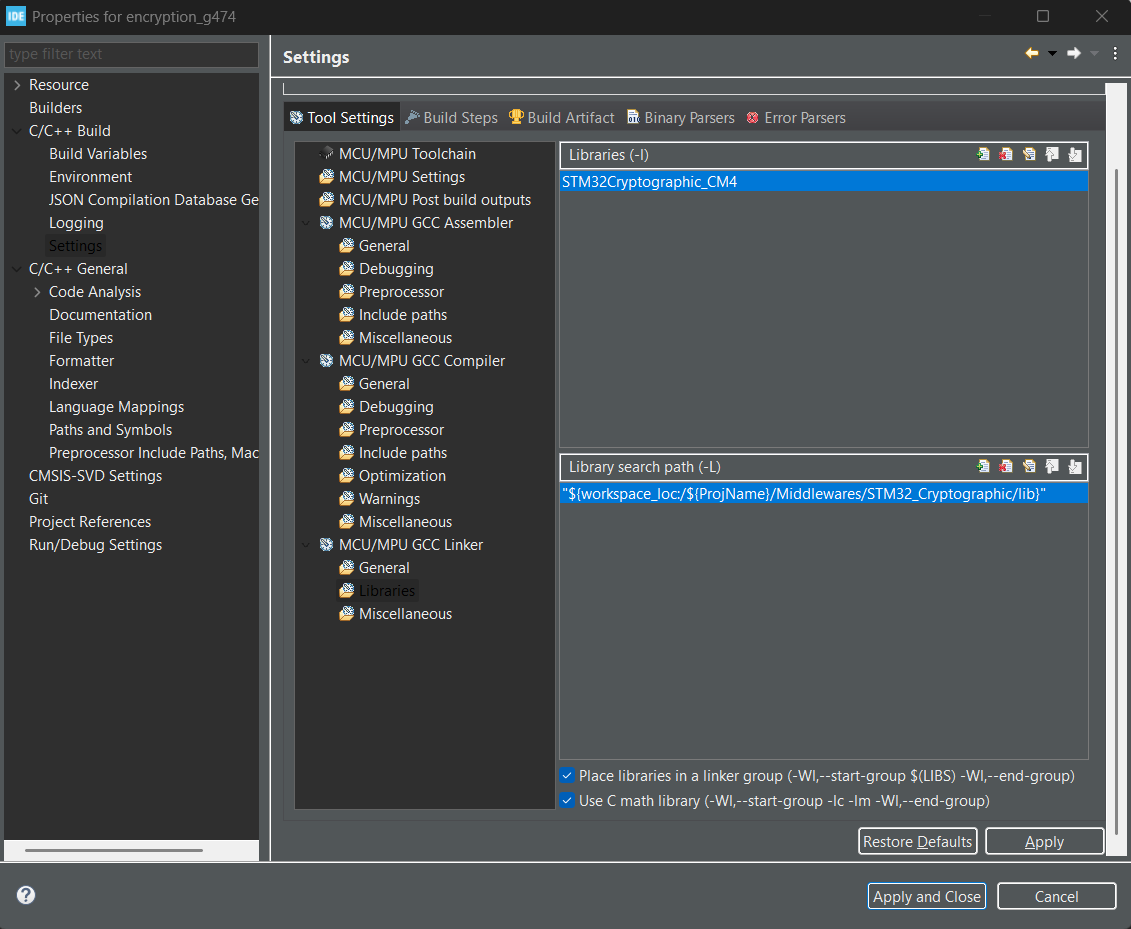 IDE Properties for encryption_g474
type filter text
Settings
Resource
Builders
C/C++ Build
Build Variables
Environment
JSON Compilation Database Ge
Logging
Settings
C/C++ General
Code Analysis
Documentation
File Types
Formatter
Indexer
Language Mappings
Paths and Symbols
Preprocessor Include Paths, Mac
CMSIS-SVD Settings
Git
Project References
Run/Debug Settings
Tool Settings Build Steps Build Artifact Binary Parsers Error Parsers
MCU/MPU Toolchain
MCU/MPU Settings
MCU/MPU Post build outputs
MCU/MPU GCC Assembler
General
Debugging
Preprocessor
Include paths
Miscellaneous
MCU/MPU GCC Compiler
General
Debugging
Preprocessor
Include paths
Optimization
Warnings
Miscellaneous
MCU/MPU GCC Linker
General
Libraries
Miscellaneous
Libraries (-l)
STM32Cryptographic_CM4
Library search path (-L)
"${workspace_loc:/${ProjName}/Middlewares/STM32_Cryptographic/lib}"
Place libraries in a linker group (-Wl,--start-group $(LIBS) -Wl,--end-group)
Use C math library (-Wl,--start-group -lc -lm -Wl,--end-group)
Restore Defaults Apply
? Apply and Close Cancel